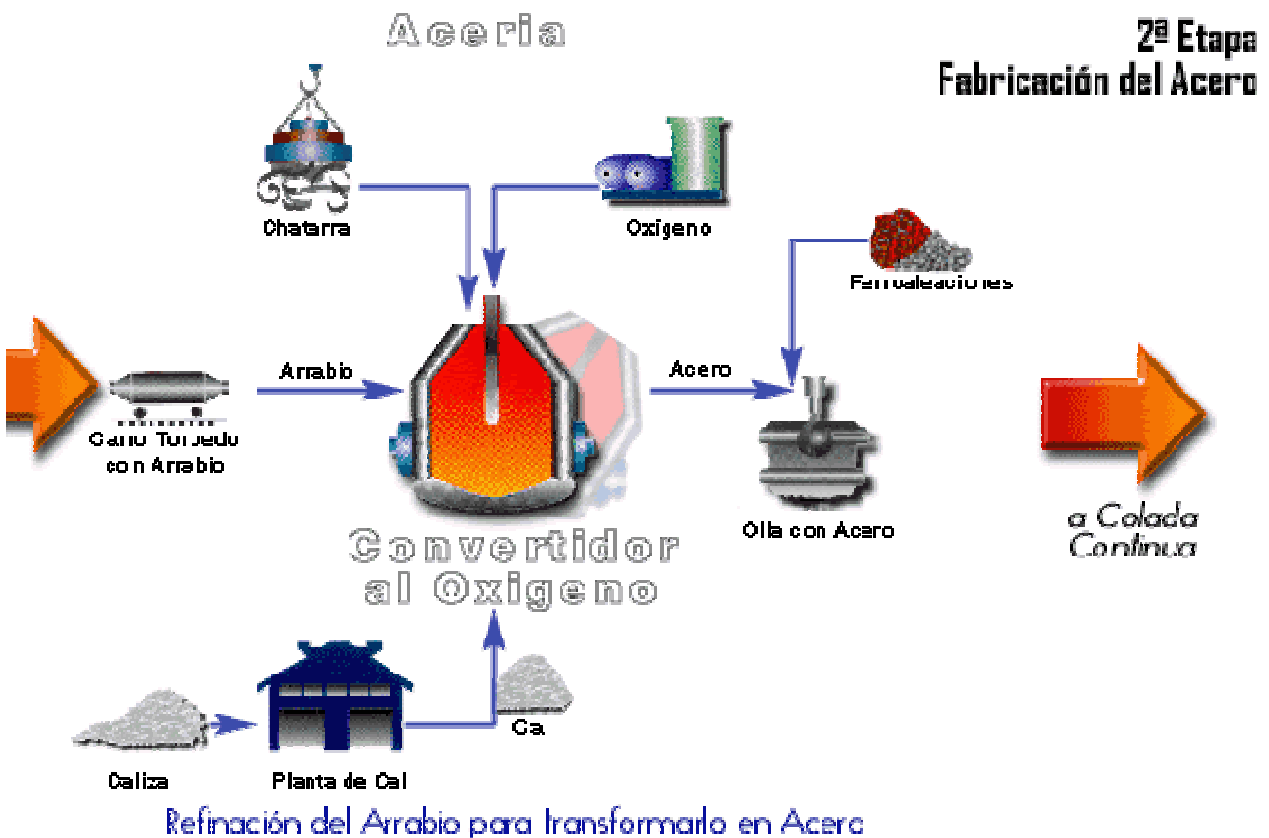 Aceria
2ª Etapa
Fabricación del Acero
Chatarra
Oxigeno
Ferroaleaciones
Arrabio
Acero
Carro Torpedo
con Arrabio
Olla con Acero
a Colada
Continua
Convertidor
al Oxigeno
Ca
Caliza
Planta de Cal
Refinación del Arrabio para transformarlo en Acero